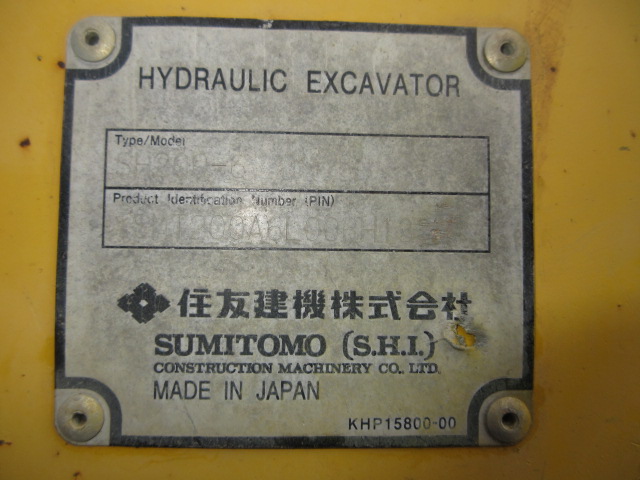 HYDRAULIC EXCAVATOR
Type/Model
Product Identification Number (PIN)
住友建機株式会社
SUMITOMO (S.H.I.)
CONSTRUCTION MACHINERY CO., LTD.
MADE IN JAPAN
KHP15800-00